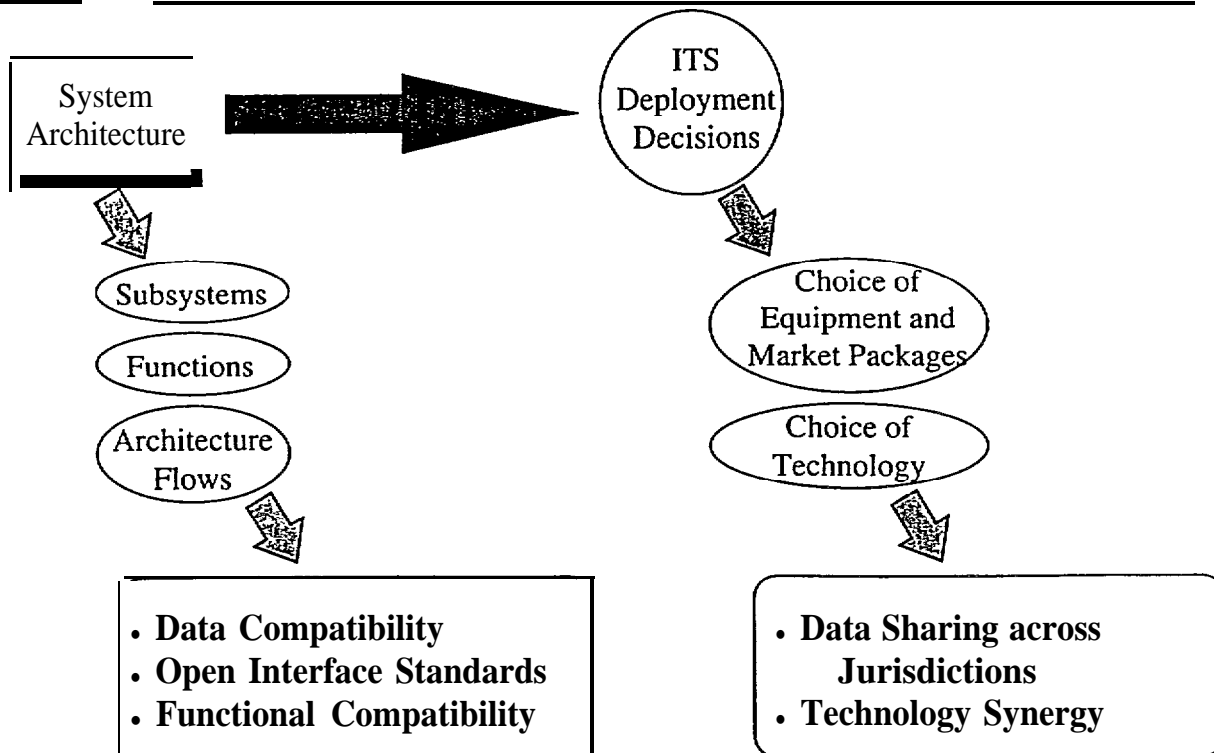 System
Architecture
ITS
Deployment
Decisions
Subsystems
Functions
Architecture
Flows
Choice of
Equipment and
Market Packages
Choice of
Technology
• Data Compatibility
• Open Interface Standards
• Functional Compatibility
• Data Sharing across
Jurisdictions
• Technology Synergy